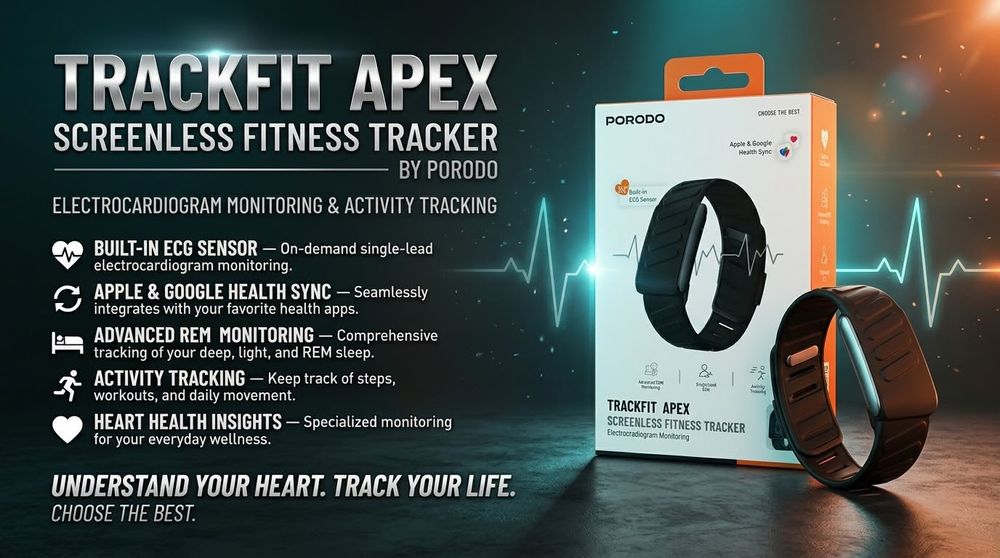 TRACKFIT APEX
SCREENLESS FITNESS TRACKER
BY PORODO
ELECTROCARDIOGRAM MONITORING & ACTIVITY TRACKING
BUILT-IN ECG SENSOR — On-demand single-lead
electrocardiogram monitoring.
APPLE & GOOGLE HEALTH SYNC — Seamlessly
integrates with your favorite health apps.
ADVANCED REM MONITORING — Comprehensive
tracking of your deep, light, and REM sleep.
ACTIVITY TRACKING — Keep track of steps,
workouts, and daily movement.
HEART HEALTH INSIGHTS — Specialized monitoring
for your everyday wellness.
UNDERSTAND YOUR HEART. TRACK YOUR LIFE.
CHOOSE THE BEST.
PORODO
CHOOSE THE BEST
Apple & Google
Health Sync
Built-in
ECG Sensor
Monitoring
TRACKFIT APEX
SCREENLESS FITNESS TRACKER
Electrocradiogram Monitoring